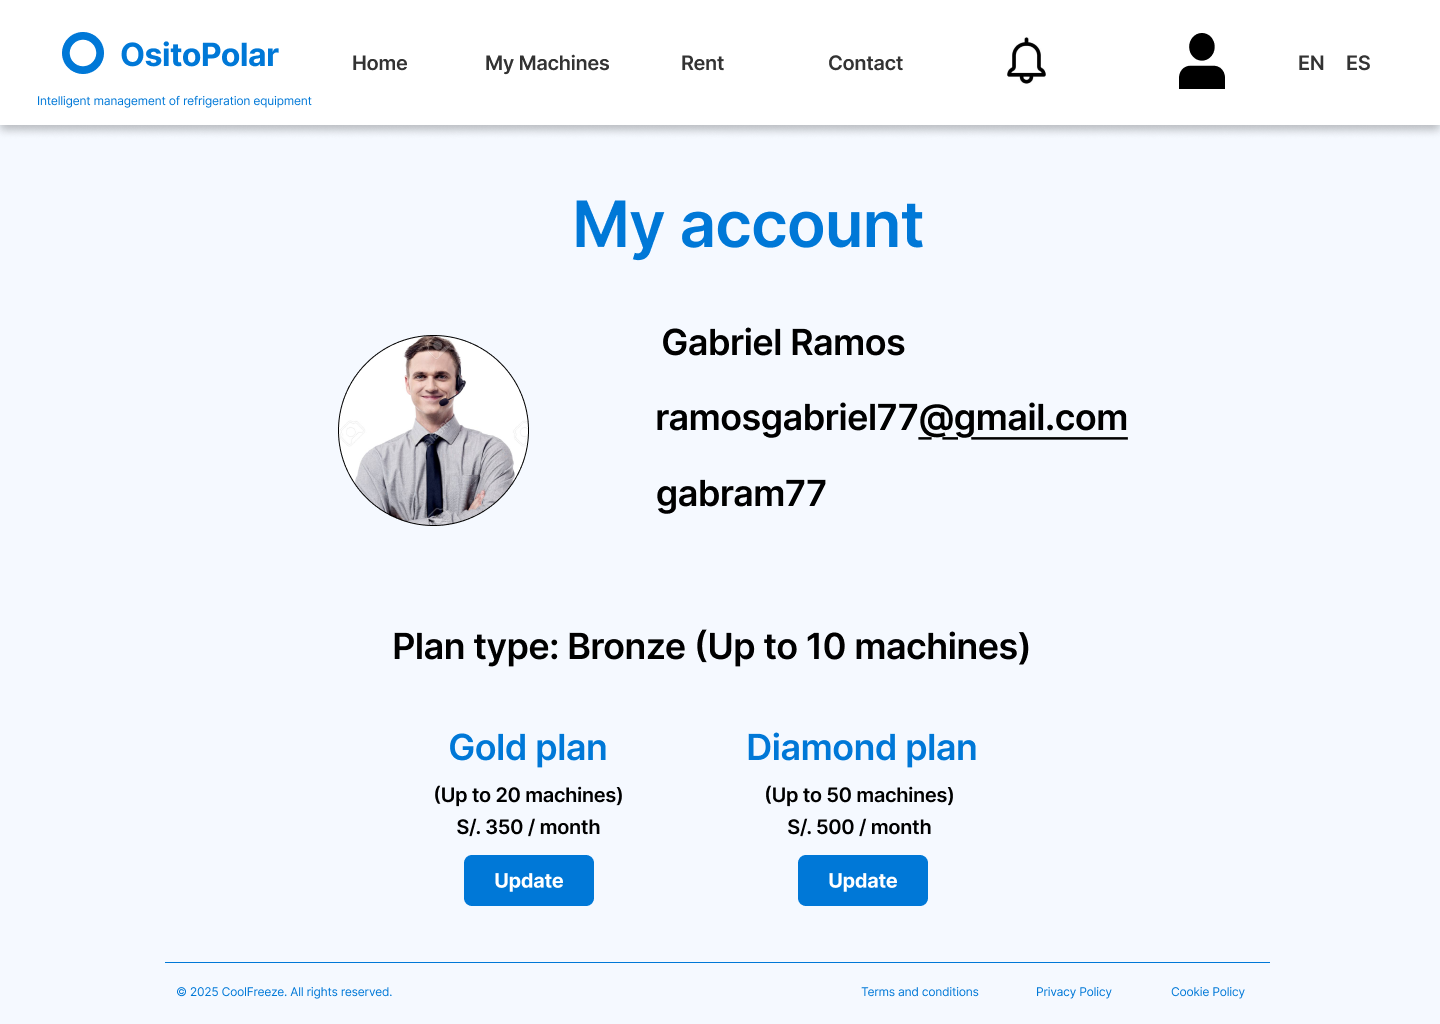 OsitoPolar
Intelligent management of refrigeration equipment
Home
My Machines
Rent
Contact
EN
ES
My account
Gabriel Ramos
ramosgabriel77@gmail.com
gabram77
Plan type: Bronze (Up to 10 machines)
Gold plan
(Up to 20 machines)
S/. 350 / month
Update
Diamond plan
(Up to 50 machines)
S/. 500 / month
Update
© 2025 CoolFreeze. All rights reserved.
Terms and conditions
Privacy Policy
Cookie Policy